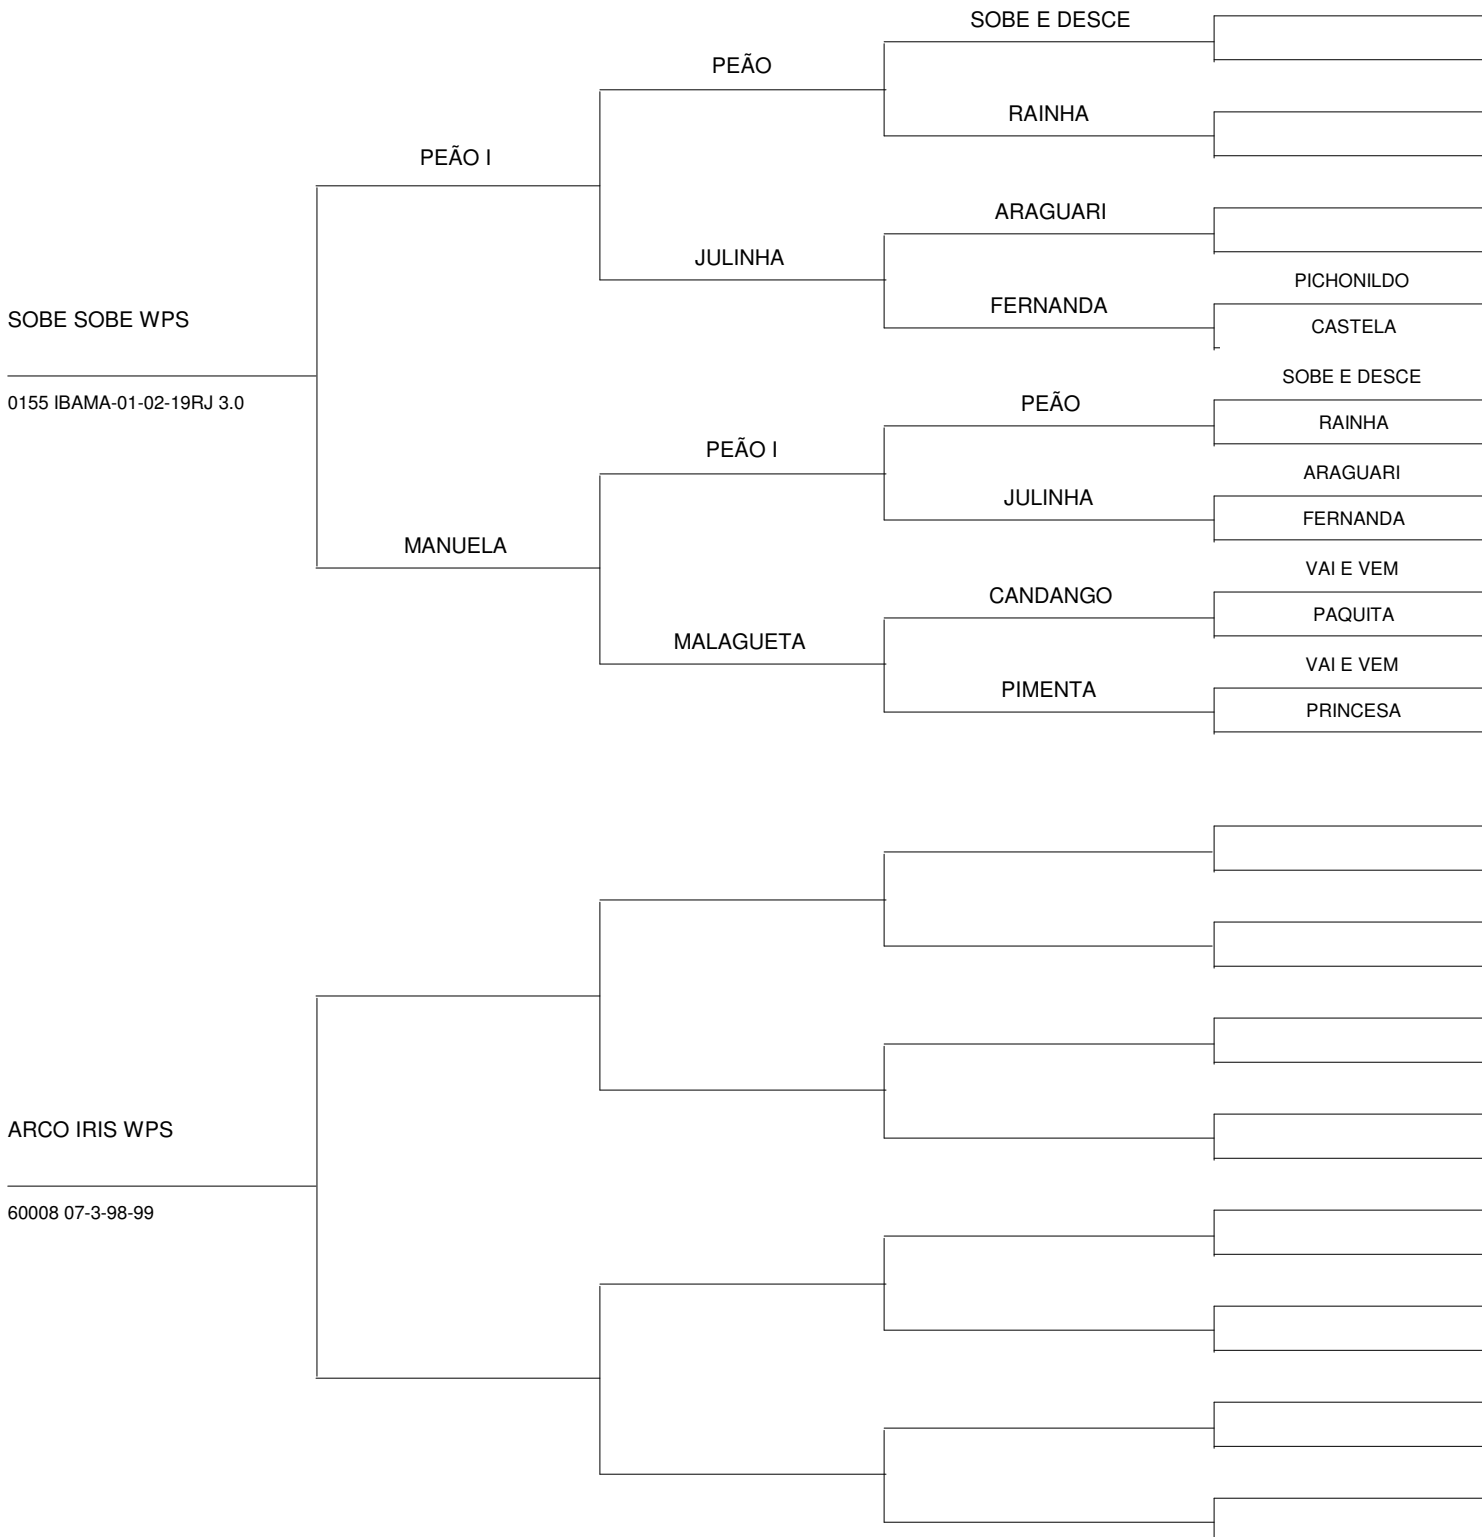 SOBE E DESCE
PEÃO
RAINHA
PEÃO I
ARAGUARI
JULINHA
PICHONILDO
FERNANDA
SOBE SOBE WPS
CASTELA
SOBE E DESCE
0155 IBAMA-01-02-19RJ 3.0
PEÃO
RAINHA
PEÃO I
ARAGUARI
JULINHA
FERNANDA
MANUELA
VAI E VEM
CANDANGO
PAQUITA
MALAGUETA
VAI E VEM
PIMENTA
PRINCESA
ARCO IRIS WPS
60008 07-3-98-99